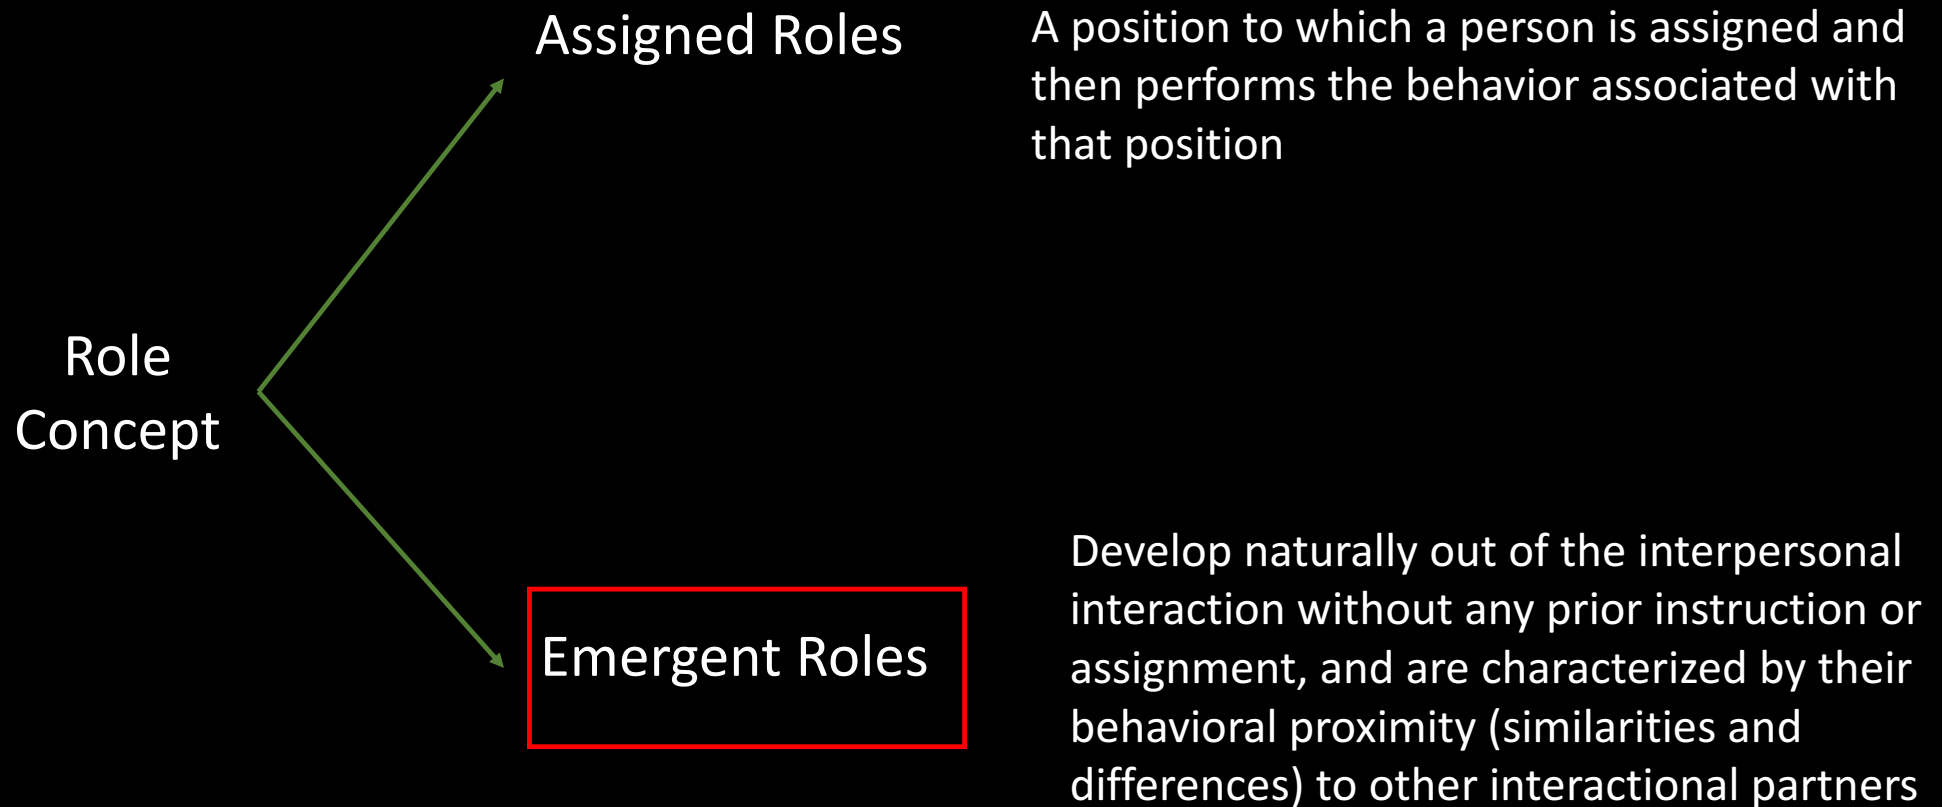 Assigned Roles
A position to which a person is assigned and
then performs the behavior associated with
that position
Role
Concept
Emergent Roles
Develop naturally out of the interpersonal
interaction without any prior instruction or
assignment, and are characterized by their
behavioral proximity (similarities and
differences) to other interactional partners